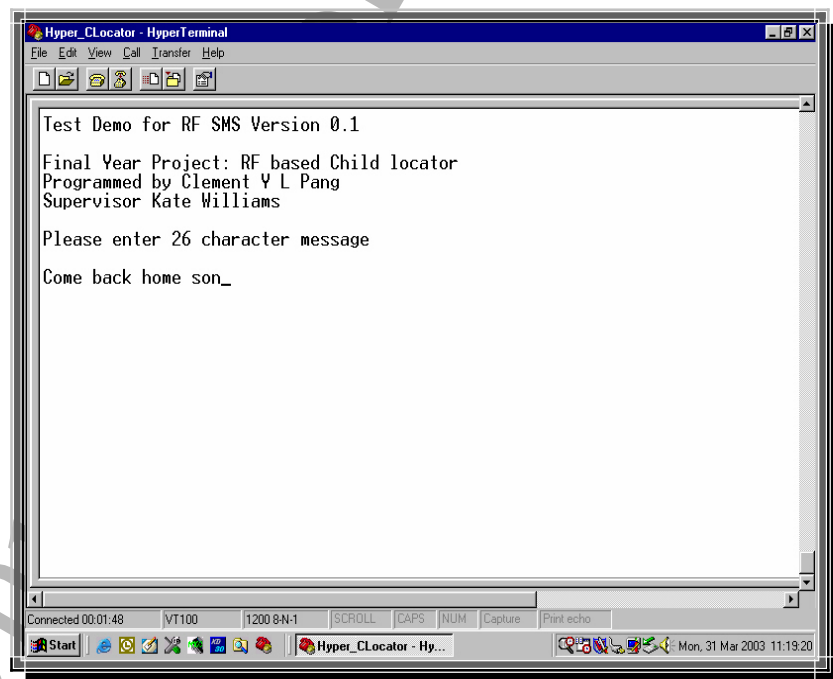 Hyper_CLocator - HyperTerminal
File Edit View Call Transfer Help
Test Demo for RF SMS Version 0.1
Final Year Project: RF based Child locator
Programmed by Clement Y L Pang
Supervisor Kate Williams
Please enter 26 character message
Come back home son_
Connected 00:01:48 VT100 1200 8-N-1 SCROLL CAPS NUM Capture Print echo
Start Hyper_CLocator - Hy... Mon, 31 Mar 2003 11:19:20